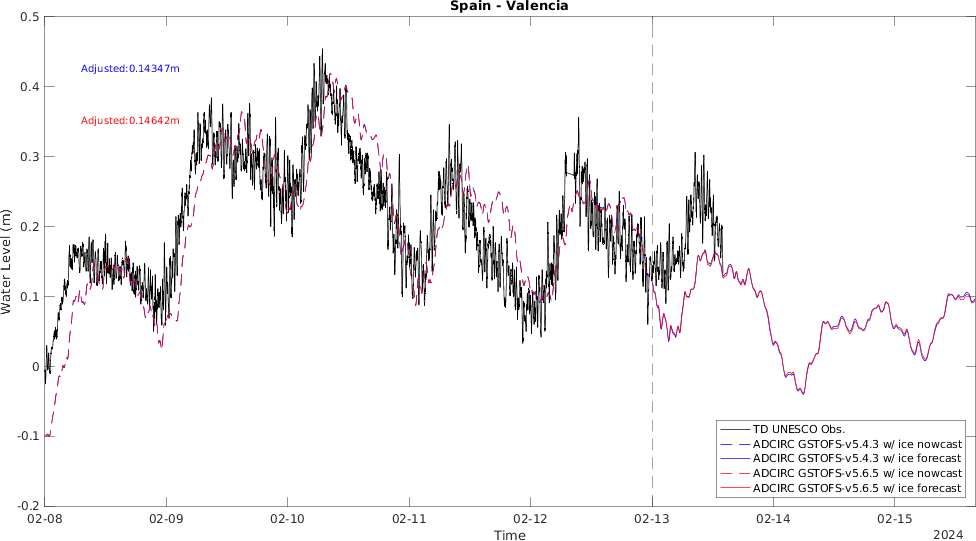 Spain - Valencia
0.5
Adjusted:0.14347m
0.4
Adjusted:0.14642m
0.3
0.2
0.1
0
-0.1
-0.2
Water Level (m)
TD UNESCO Obs.
ADCIRC GSTOFS-v5.4.3 w/ ice nowcast
ADCIRC GSTOFS-v5.4.3 w/ ice forecast
ADCIRC GSTOFS-v5.6.5 w/ ice nowcast
ADCIRC GSTOFS-v5.6.5 w/ ice forecast
02-08 02-09 02-10 02-11 02-12 02-13 02-14 02-15
Time
2024